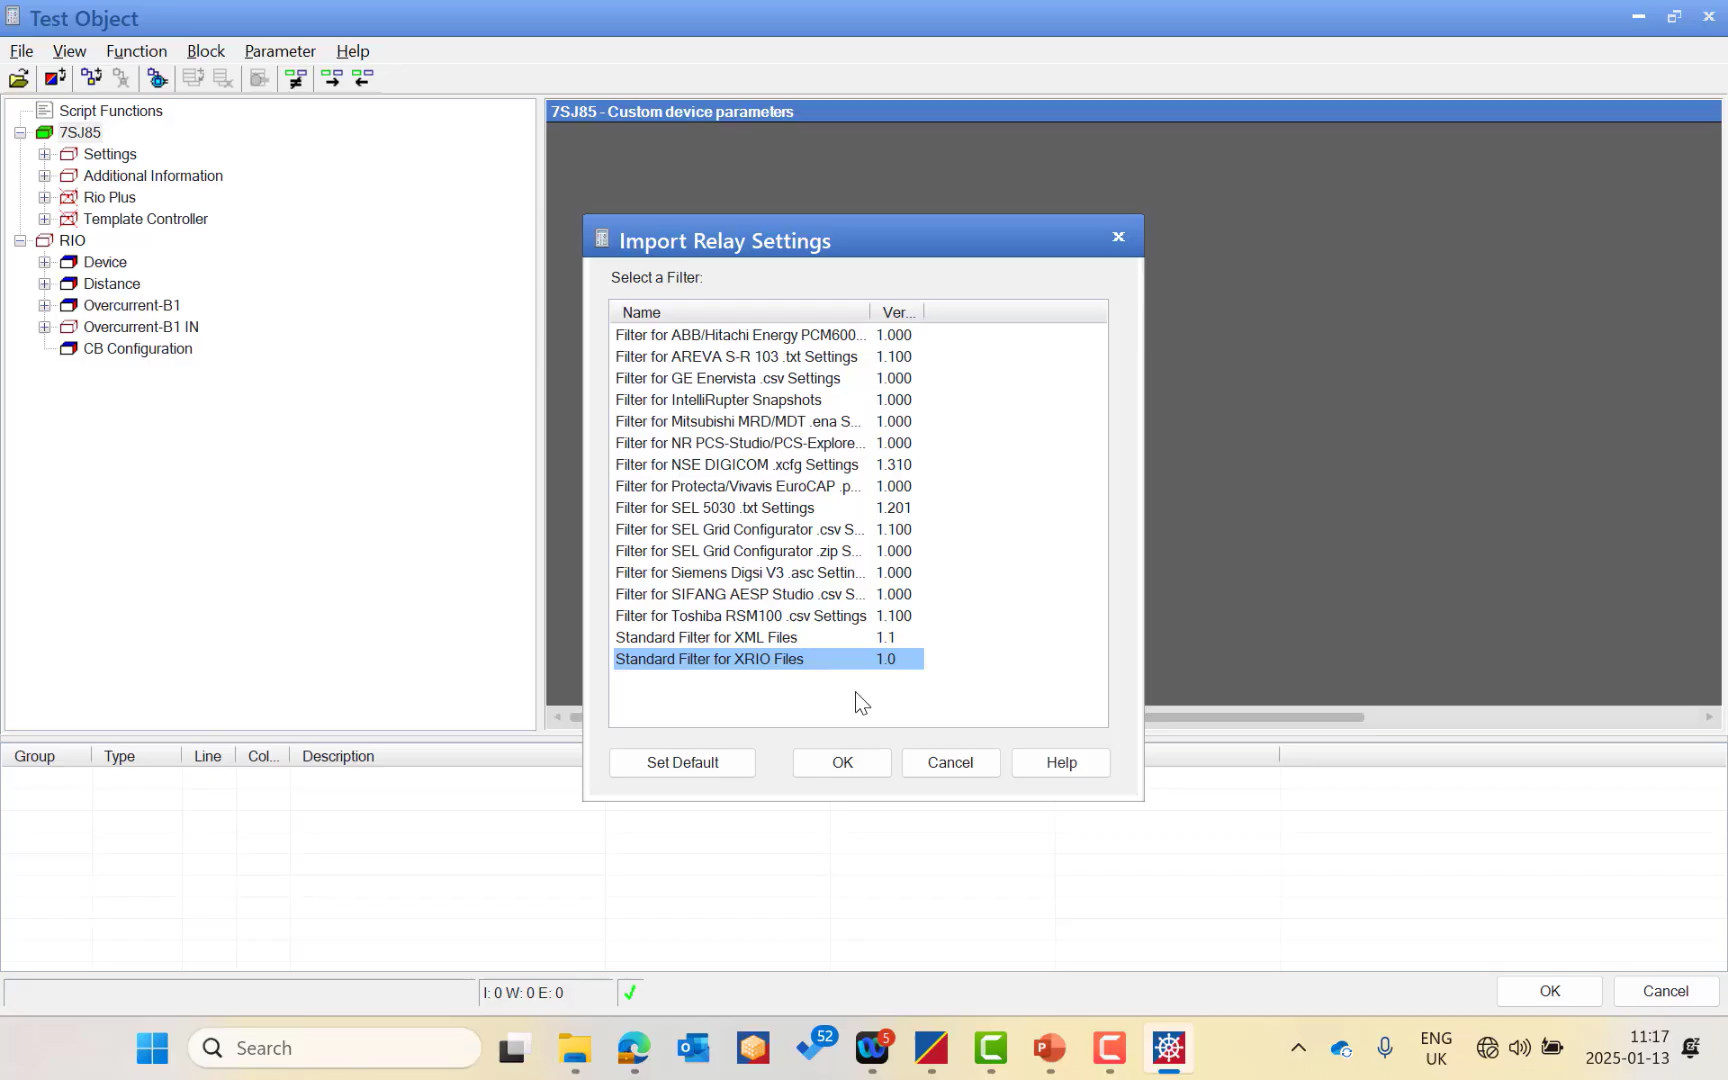 Test Object
File View Function Block Parameter Help
Script Functions
7SJ85
Settings
Additional Information
Rio Plus
Template Controller
RIO
Device
Distance
Overcurrent-B1
Overcurrent-B1 IN
CB Configuration
7SJ85 - Custom device parameters
Import Relay Settings
Select a Filter:
Name Ver...
Filter for ABB/Hitachi Energy PCM600... 1.000
Filter for AREVA S-R 103 .txt Settings 1.100
Filter for GE Enervista .csv Settings 1.000
Filter for IntelliRupter Snapshots 1.000
Filter for Mitsubishi MRD/MDT .ena S... 1.000
Filter for NR PCS-Studio/PCS-Explore... 1.000
Filter for NSE DIGICOM .xcfg Settings 1.310
Filter for Protecta/Vivavis EuroCAP .p... 1.000
Filter for SEL 5030 .txt Settings 1.201
Filter for SEL Grid Configurator .csv S... 1.100
Filter for SEL Grid Configurator .zip S... 1.000
Filter for Siemens Digsi V3 .asc Settin... 1.000
Filter for SIFANG AESP Studio .csv S... 1.000
Filter for Toshiba RSM100 .csv Settings 1.100
Standard Filter for XML Files 1.1
Standard Filter for XRIO Files 1.0
Set Default OK Cancel Help
Group Type Line Col... Description
I: 0 W: 0 E: 0
OK Cancel
Search
52
5
ENG
UK
11:17
2025-01-13